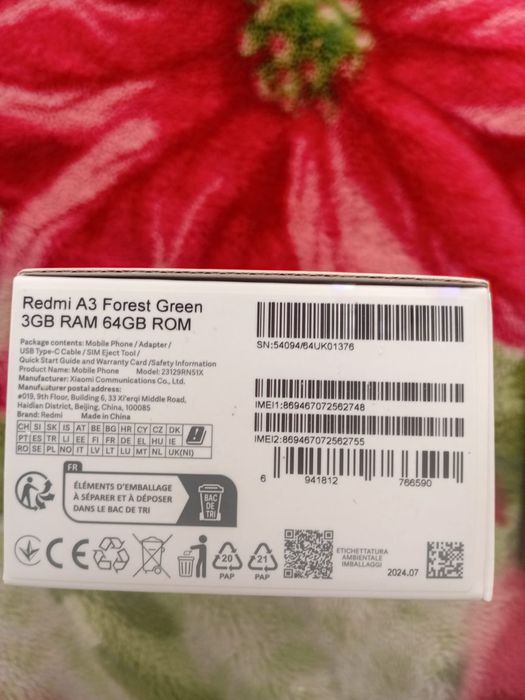 Redmi A3 Forest Green
3GB RAM 64GB ROM
Package contents: Mobile Phone / Adapter /
USB Type-C Cable / SIM Eject Tool /
Quick Start Guide and Warranty Card /Safety Information
Product Name: Mobile Phone Model: 23129RN51X
Manufacturer: Xiaomi Communications Co., Ltd.
Manufacturer postal address:
#019, 9th Floor, Building 6, 33 Xi'erqi Middle Road,
Haidian District, Beijing, China, 100085
Brand: Redmi Made in China
CH SI SK IS AT BE BG HR CY CZ DK
PT ES TR LI EE FI FR DE EL HU IE
RO SE PL NO IT LV LT LU MT NL UK(NI)
SN:54094/64UK01376
IMEI1:869467072562748
IMEI2:869467072562755
6 941812 766590
FR
ÉLÉMENTS D'EMBALLAGE
À SÉPARER ET À DÉPOSER
DANS LE BAC DE TRI
BAC
DE
TRI
CE
20
PAP
21
PAP
ETICHETTATURA
AMBIENTALE
IMBALLAGGI
2024.07